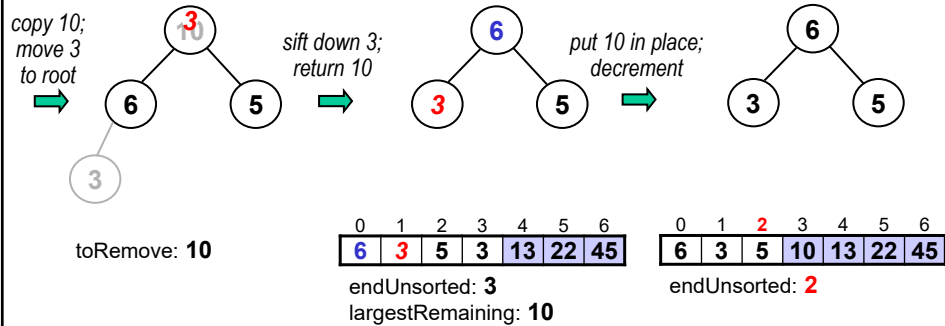 copy 10;
move 3
to root
10
3
6
5
3
toRemove: 10
sift down 3;
return 10
6
3
5
0 1 2 3 4 5 6
6 3 5 3 13 22 45
endUnsorted: 3
largestRemaining: 10
put 10 in place;
decrement
6
3
5
0 1 2 3 4 5 6
6 3 5 10 13 22 45
endUnsorted: 2